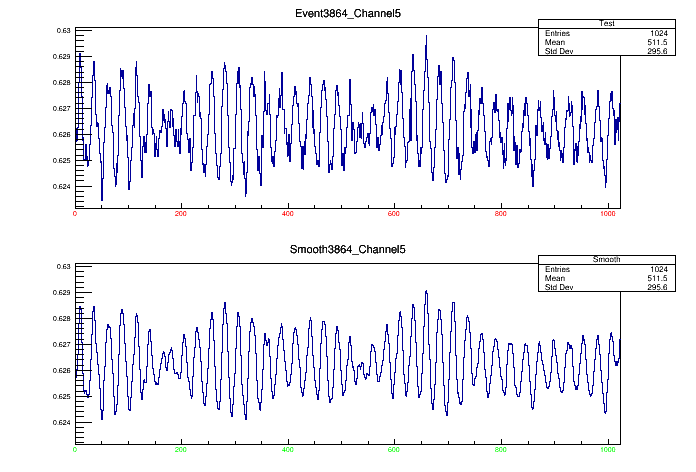 Event3864_Channel5
Test
Entries 1024
Mean 511.5
Std Dev 295.6
0.63
0.629
0.628
0.627
0.626
0.625
0.624
0 200 400 600 800 1000
Smooth3864_Channel5
Smooth
Entries 1024
Mean 511.5
Std Dev 295.6
0.63
0.629
0.628
0.627
0.626
0.625
0.624
0 200 400 600 800 1000